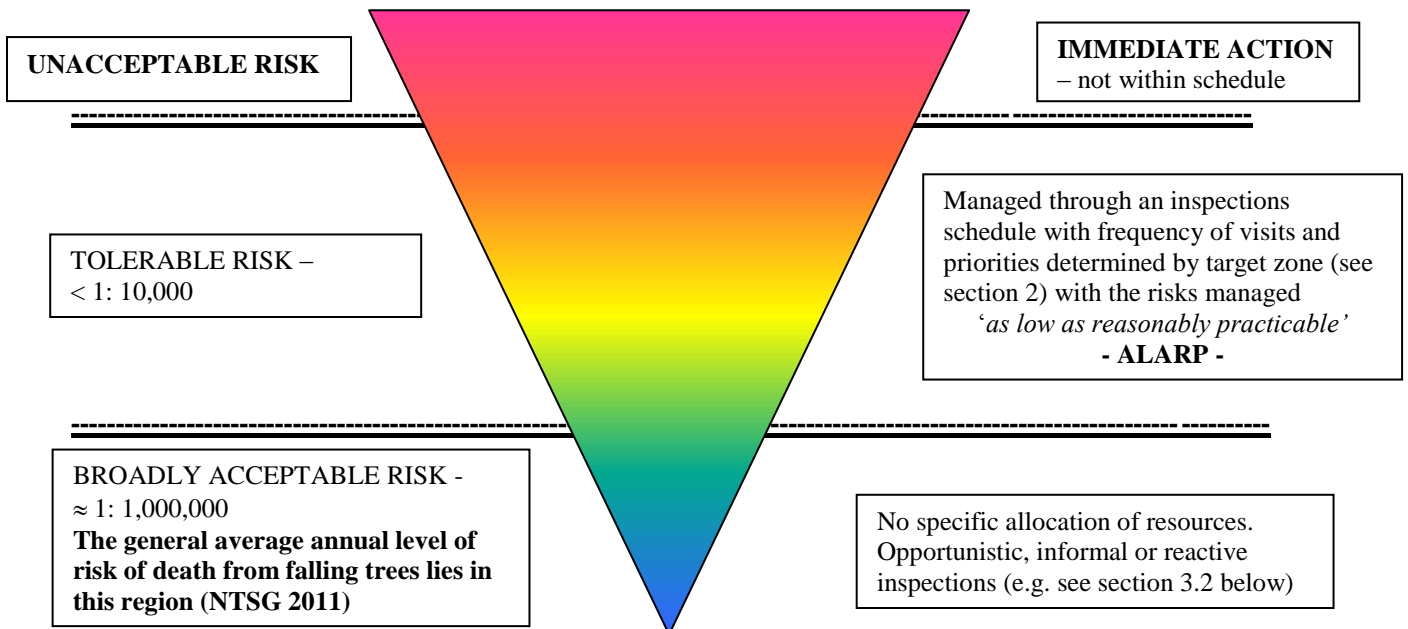 UNACCEPTABLE RISK
IMMEDIATE ACTION
– not within schedule
TOLERABLE RISK –
< 1: 10,000
Managed through an inspections
schedule with frequency of visits and
priorities determined by target zone (see
section 2) with the risks managed
‘as low as reasonably practicable’
- ALARP -
BROADLY ACCEPTABLE RISK -
≈ 1: 1,000,000
The general average annual level of
risk of death from falling trees lies in
this region (NTSG 2011)
No specific allocation of resources.
Opportunistic, informal or reactive
inspections (e.g. see section 3.2 below)